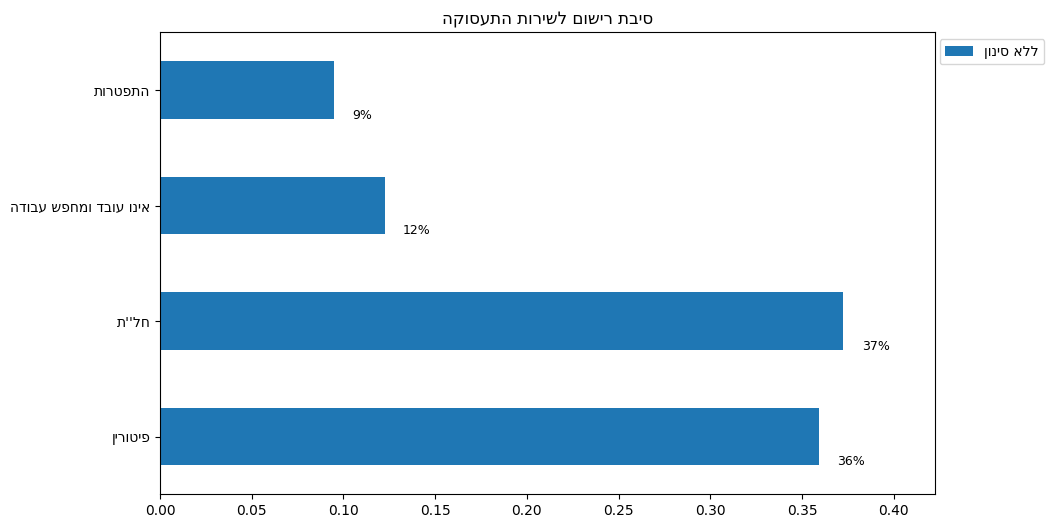 סיבת רישום לשירות התעסוקה
ללא סינון
התפטרות
9%
אינו עובד ומחפש עבודה
12%
חל''ת
37%
פיטורין
36%
0.00 0.05 0.10 0.15 0.20 0.25 0.30 0.35 0.40